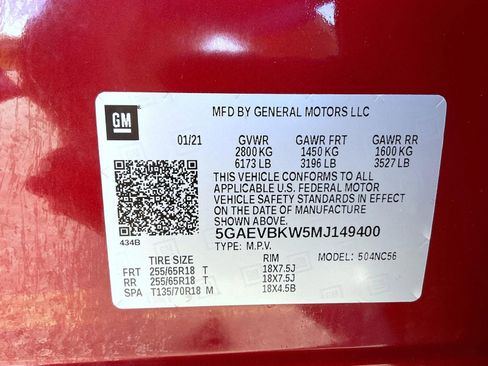 GM
MFD BY GENERAL MOTORS LLC
01/21 GVWR GAWR FRT GAWR RR
2800 KG 1450 KG 1600 KG
6173 LB 3196 LB 3527 LB
THIS VEHICLE CONFORMS TO ALL
APPLICABLE U.S. FEDERAL MOTOR
VEHICLE SAFETY STANDARDS IN EFFECT
ON THE DATE OF MANUFACTURE
SHOWN ABOVE.
434B 5GAEVBKW5MJ149400
TYPE: M.P.V.
TIRE SIZE RIM MODEL: 504NC56
FRT 255/65R18 T 18X7.5J
RR 255/65R18 T 18X7.5J
SPA T135/70R18 M 18X4.5B